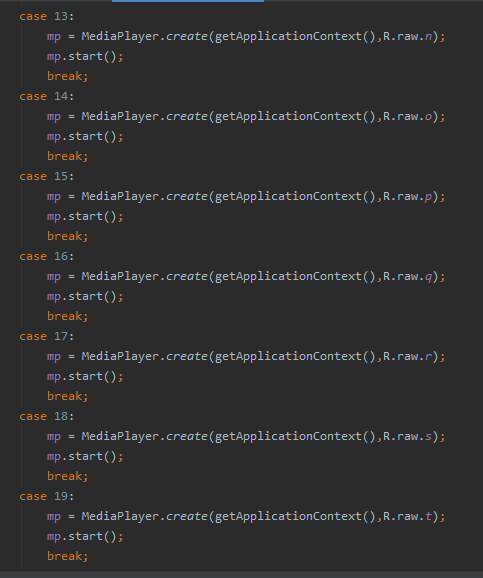 case 13:
    mp = MediaPlayer.create(getApplicationContext(),R.raw.n);
    mp.start();
    break;
case 14:
    mp = MediaPlayer.create(getApplicationContext(),R.raw.o);
    mp.start();
    break;
case 15:
    mp = MediaPlayer.create(getApplicationContext(),R.raw.p);
    mp.start();
    break;
case 16:
    mp = MediaPlayer.create(getApplicationContext(),R.raw.q);
    mp.start();
    break;
case 17:
    mp = MediaPlayer.create(getApplicationContext(),R.raw.r);
    mp.start();
    break;
case 18:
    mp = MediaPlayer.create(getApplicationContext(),R.raw.s);
    mp.start();
    break;
case 19:
    mp = MediaPlayer.create(getApplicationContext(),R.raw.t);
    mp.start();
    break;